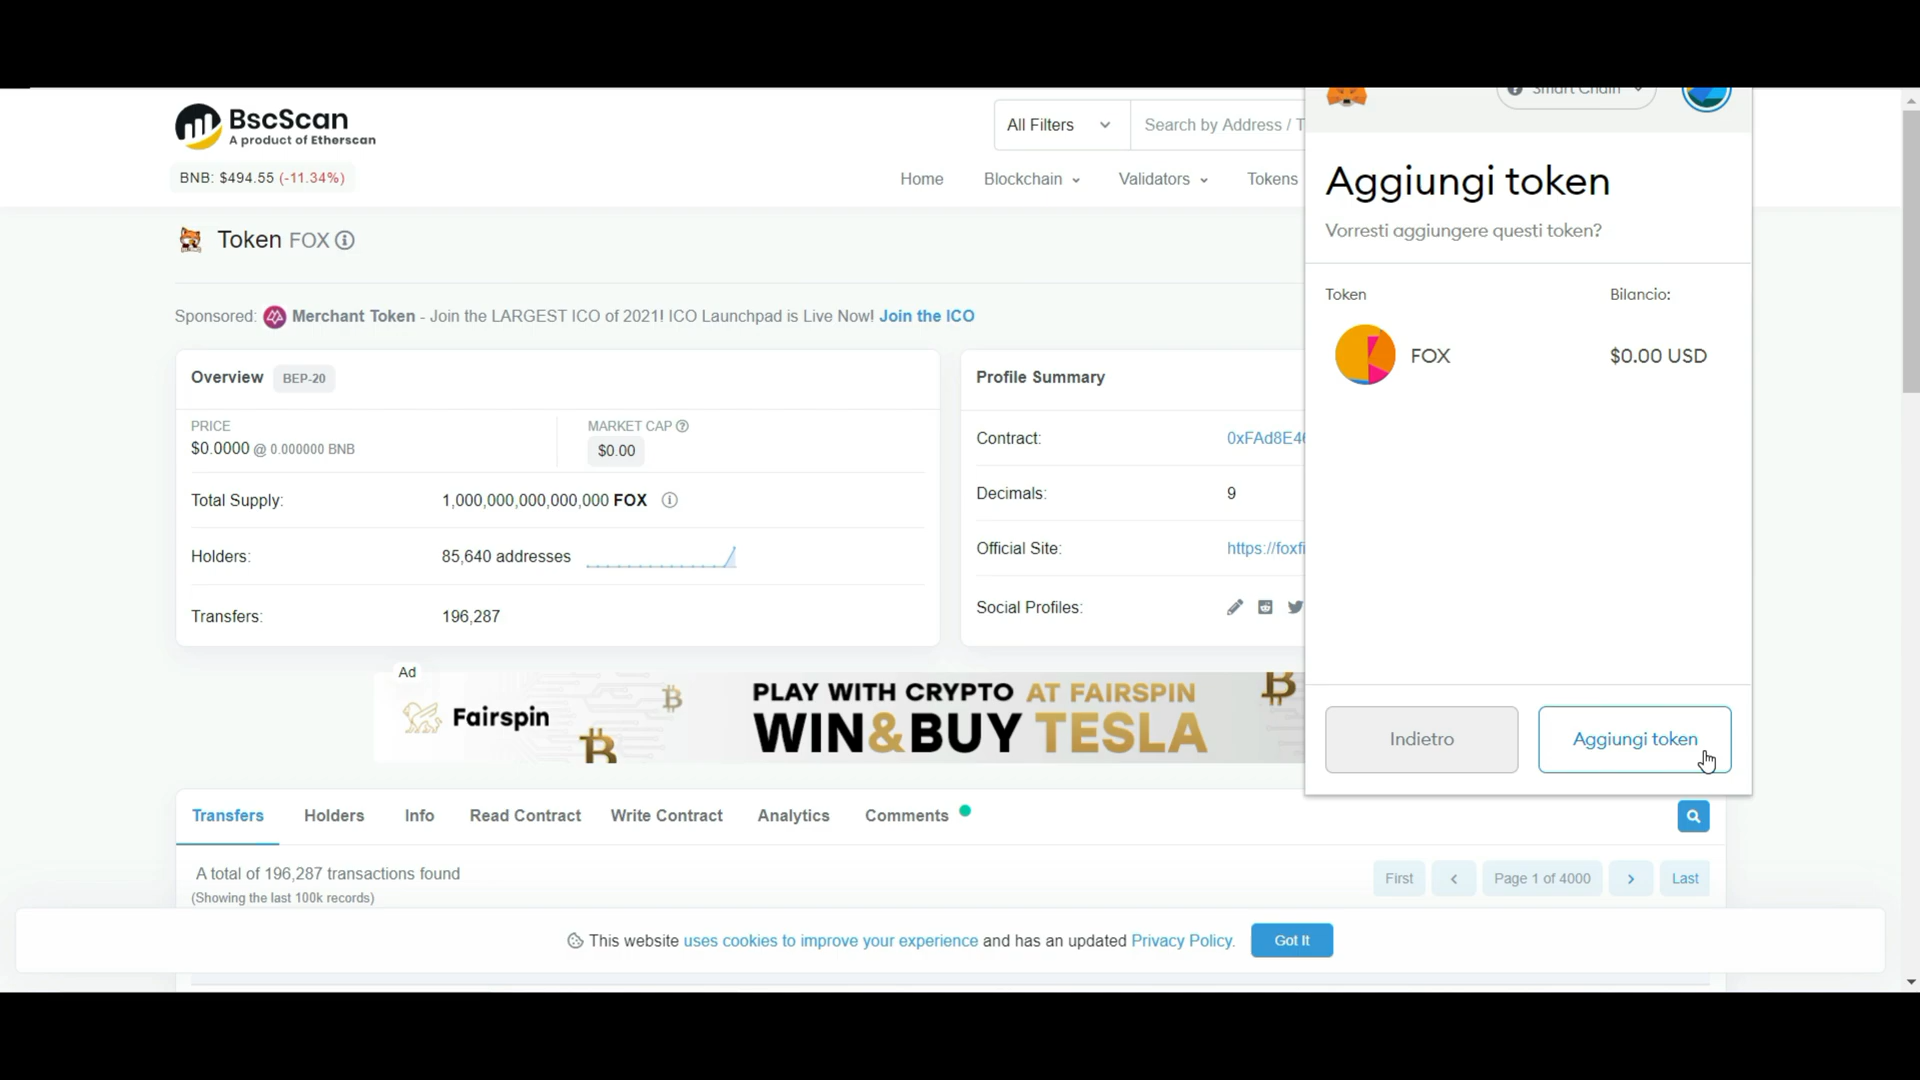 BscScan
A product of Etherscan
BNB: $494.55 (-11.34%)
All Filters
Search by Address / T
Home
Blockchain
Validators
Tokens
Token FOX
Sponsored: Merchant Token - Join the LARGEST ICO of 2021! ICO Launchpad is Live Now! Join the ICO
Overview BEP-20
PRICE
$0.0000 @ 0.000000 BNB
MARKET CAP
$0.00
Total Supply:
1,000,000,000,000,000 FOX
Holders:
85,640 addresses
Transfers:
196,287
Profile Summary
Contract:
0xFAd8E46
Decimals:
9
Official Site:
https://foxfi
Social Profiles:
Smart Chain
Aggiungi token
Vorresti aggiungere questi token?
Token
Bilancio:
FOX
$0.00 USD
Indietro
Aggiungi token
Ad
Fairspin
PLAY WITH CRYPTO AT FAIRSPIN
WIN&BUY TESLA
Transfers
Holders
Info
Read Contract
Write Contract
Analytics
Comments
A total of 196,287 transactions found
(Showing the last 100k records)
First
Page 1 of 4000
Last
This website uses cookies to improve your experience and has an updated Privacy Policy.
Got It